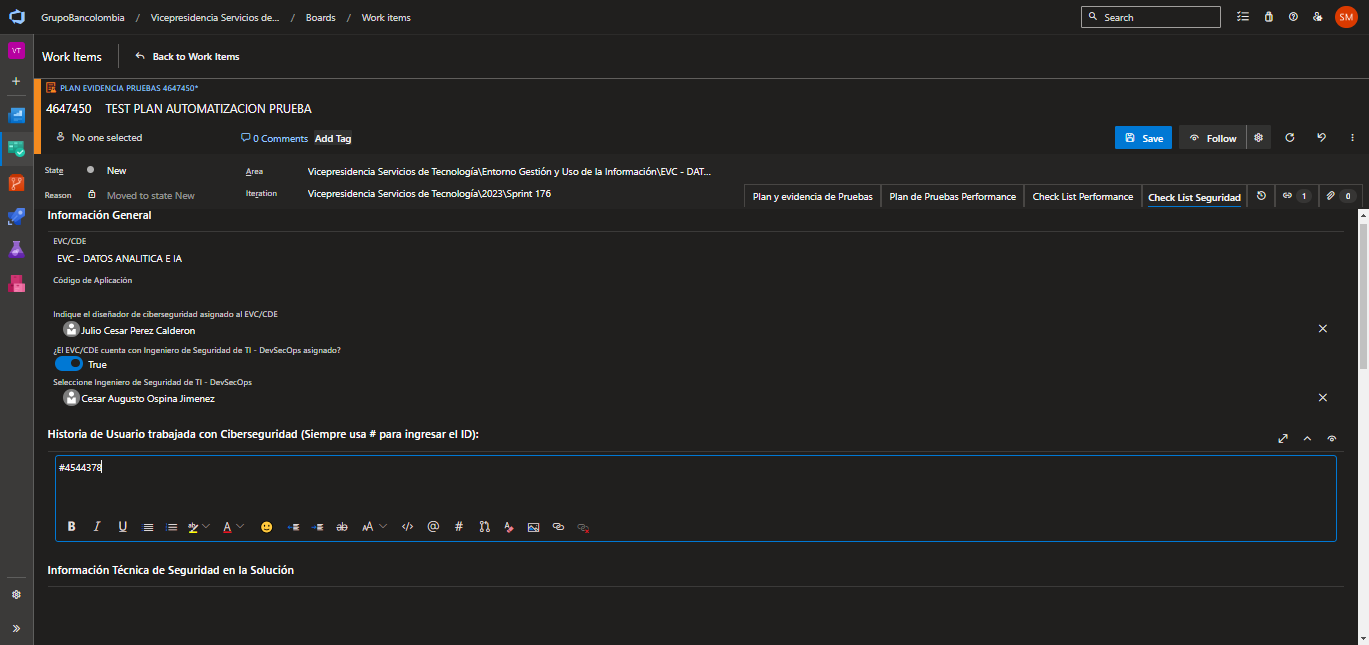 GrupoBancolombia / Vicepresidencia Servicios de... / Boards / Work items
Search
SM
VT
Work Items
Back to Work Items
PLAN EVIDENCIA PRUEBAS 4647450*
4647450 TEST PLAN AUTOMATIZACION PRUEBA
No one selected
0 Comments
Add Tag
Save
Follow
State
New
Area
Vicepresidencia Servicios de Tecnología\Entorno Gestión y Uso de la Información\EVC - DAT...
Reason
Moved to state New
Iteration
Vicepresidencia Servicios de Tecnología\2023\Sprint 176
Plan y evidencia de Pruebas
Plan de Pruebas Performance
Check List Performance
Check List Seguridad
1
0
Información General
EVC/CDE
EVC - DATOS ANALITICA E IA
Código de Aplicación
Indique el diseñador de ciberseguridad asignado al EVC/CDE
Julio Cesar Perez Calderon
¿El EVC/CDE cuenta con Ingeniero de Seguridad de TI - DevSecOps asignado?
True
Seleccione Ingeniero de Seguridad de TI - DevSecOps
Cesar Augusto Ospina Jimenez
Historia de Usuario trabajada con Ciberseguridad (Siempre usa # para ingresar el ID):
#4544378
Información Técnica de Seguridad en la Solución